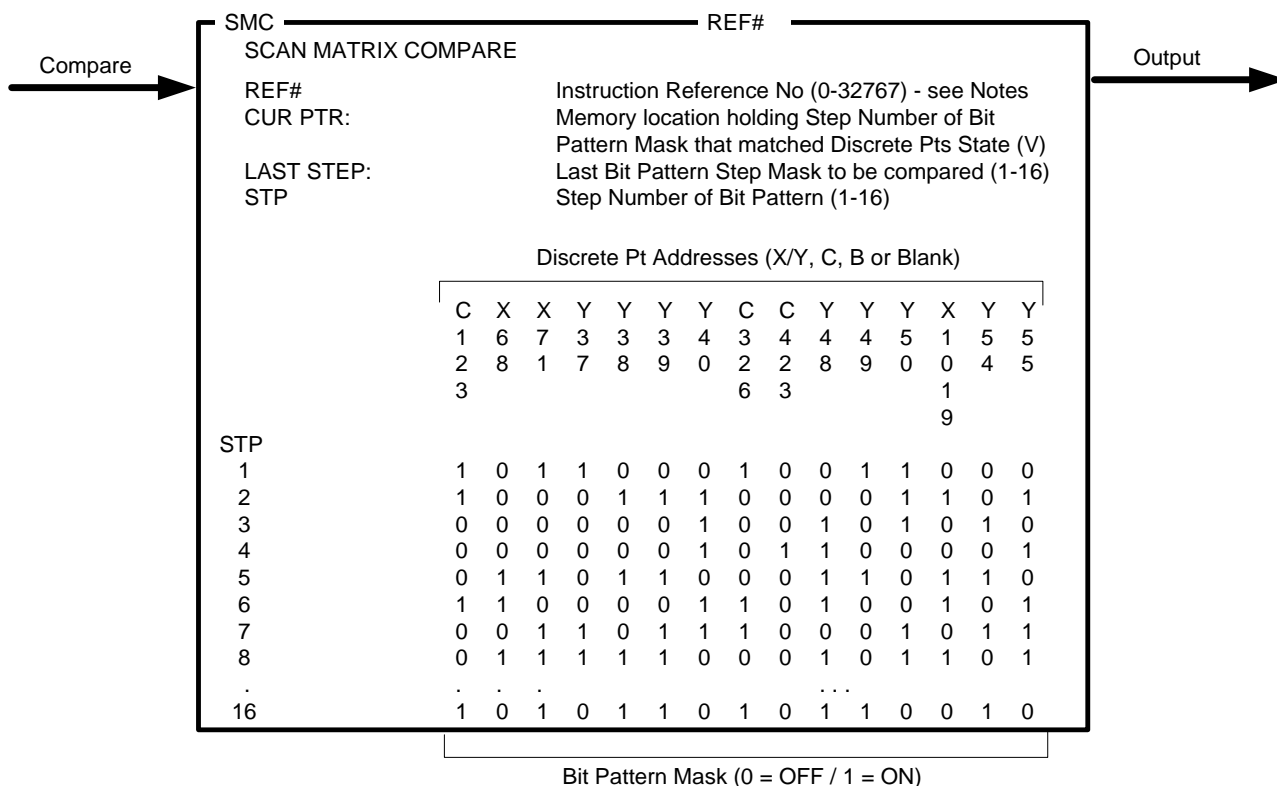 SMC REF#
SCAN MATRIX COMPARE
Compare
Output
REF# Instruction Reference No (0-32767) - see Notes
CUR PTR: Memory location holding Step Number of Bit
Pattern Mask that matched Discrete Pts State (V)
LAST STEP: Last Bit Pattern Step Mask to be compared (1-16)
STP Step Number of Bit Pattern (1-16)
Discrete Pt Addresses (X/Y, C, B or Blank)
C X X Y Y Y Y C C Y Y Y X Y Y
1 6 7 3 3 3 4 3 4 4 4 5 1 5 5
2 8 1 7 8 9 0 2 2 8 9 0 0 4 5
3 6 3 1
9
STP
1 1 0 1 1 0 0 0 1 0 0 1 1 0 0 0
2 1 0 0 0 1 1 1 0 0 0 0 1 1 0 1
3 0 0 0 0 0 0 1 0 0 1 0 1 0 1 0
4 0 0 0 0 0 0 1 0 1 1 0 0 0 0 1
5 0 1 1 0 1 1 0 0 0 1 1 0 1 1 0
6 1 1 0 0 0 0 1 1 0 1 0 0 1 0 1
7 0 0 1 1 0 1 1 1 0 0 0 1 0 1 1
8 0 1 1 1 1 1 0 0 0 1 0 1 1 0 1
. . . . . . .
16 1 0 1 0 1 1 0 1 0 1 1 0 0 1 0
Bit Pattern Mask (0 = OFF / 1 = ON)